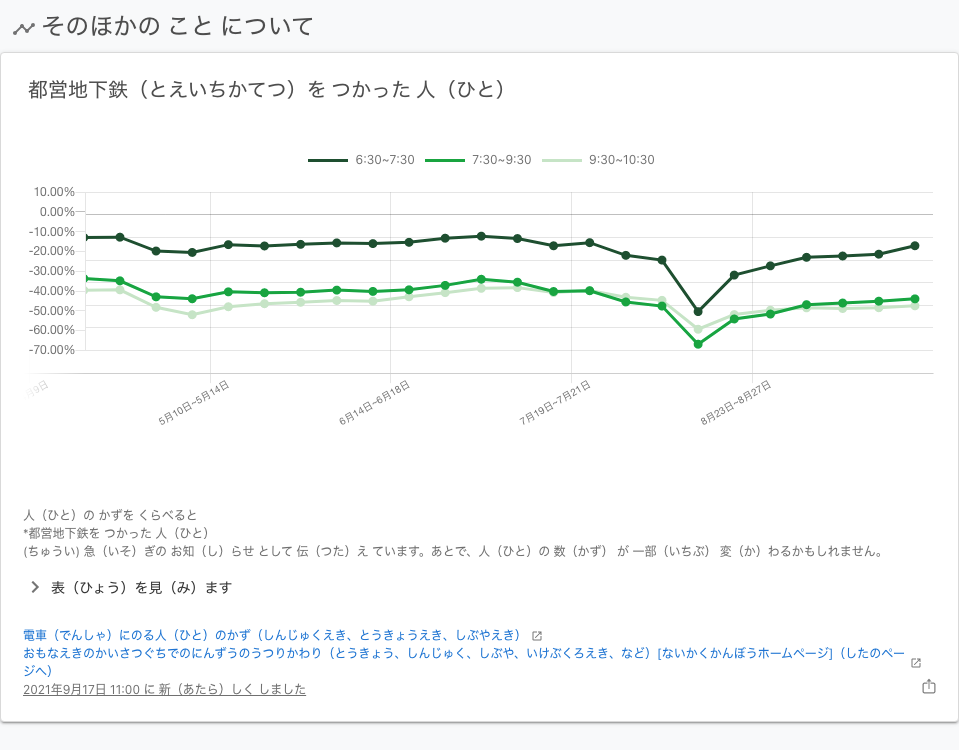 そのほかの こと について
都営地下鉄（とえいちかてつ）を つかった 人（ひと）
6:30~7:30 7:30~9:30 9:30~10:30
10.00%
0.00%
-10.00%
-20.00%
-30.00%
-40.00%
-50.00%
-60.00%
-70.00%
月9日 5月10日~5月14日 6月14日~6月18日 7月19日~7月21日 8月23日~8月27日
人（ひと）の かずを くらべると
*都営地下鉄を つかった 人（ひと）
(ちゅうい) 急（いそ）ぎの お知（し）らせ として 伝（つた）え ています。あとで、人（ひと）の 数（かず） が 一部（いちぶ） 変（か）わるかもしれません。
表（ひょう）を見（み）ます
電車（でんしゃ）にのる人（ひと）のかず（しんじゅくえき、とうきょうえき、しぶやえき）
おもなえきのかいさつぐちでのにんずうのうつりかわり（とうきょう、しんじゅく、しぶや、いけぶくろえき、など）[ないかくかんぼうホームページ]（したのペー
ジへ）
2021年9月17日 11:00 に 新（あたら）しく しました